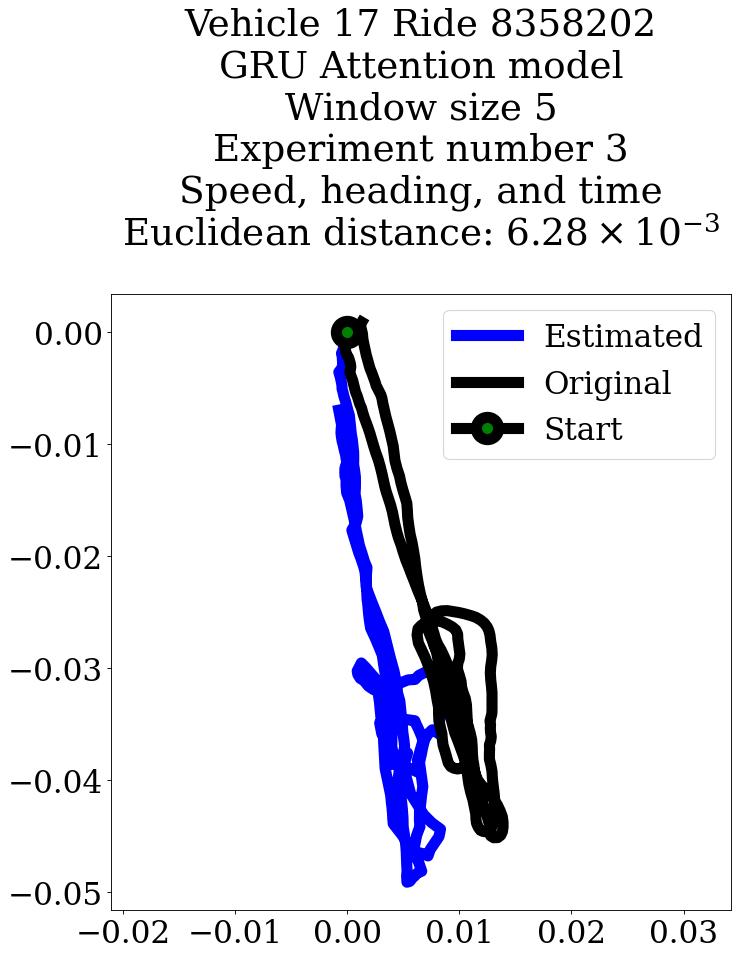 Vehicle 17 Ride 8358202
GRU Attention model
Window size 5
Experiment number 3
Speed, heading, and time
Euclidean distance: 6.28 × 10⁻³
Estimated
Original
Start
0.00
−0.01
−0.02
−0.03
−0.04
−0.05
−0.02 −0.01 0.00 0.01 0.02 0.03